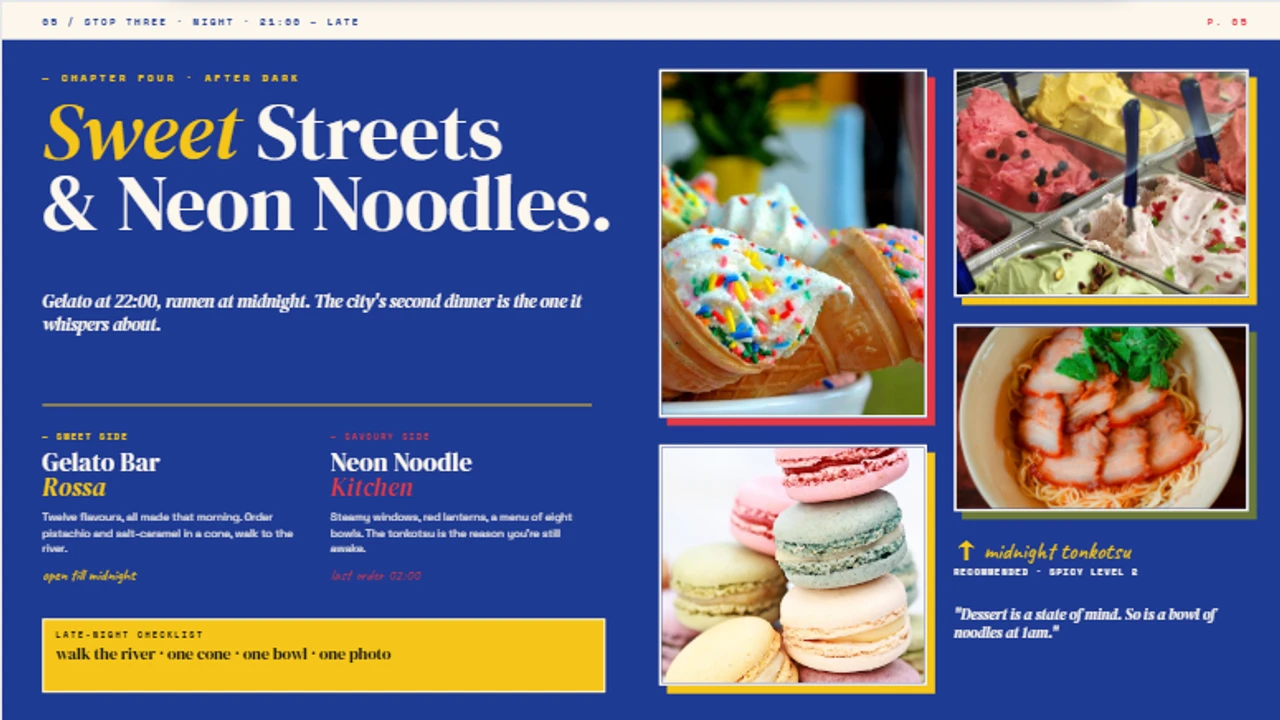 05 / STOP THREE · NIGHT · 21:00 — LATE
P. 05
— CHAPTER FOUR · AFTER DARK
Sweet Streets
& Neon Noodles.
Gelato at 22:00, ramen at midnight. The city's second dinner is the one it
whispers about.
— SWEET SIDE
Gelato Bar
Rossa
Twelve flavours, all made that morning. Order
pistachio and salt-caramel in a cone, walk to the
river.
open till midnight
— SAVOURY SIDE
Neon Noodle
Kitchen
Steamy windows, red lanterns, a menu of eight
bowls. The tonkotsu is the reason you're still
awake.
last order 02:00
LATE-NIGHT CHECKLIST
walk the river · one cone · one bowl · one photo
↑ midnight tonkotsu
RECOMMENDED · SPICY LEVEL 2
"Dessert is a state of mind. So is a bowl of
noodles at 1am."